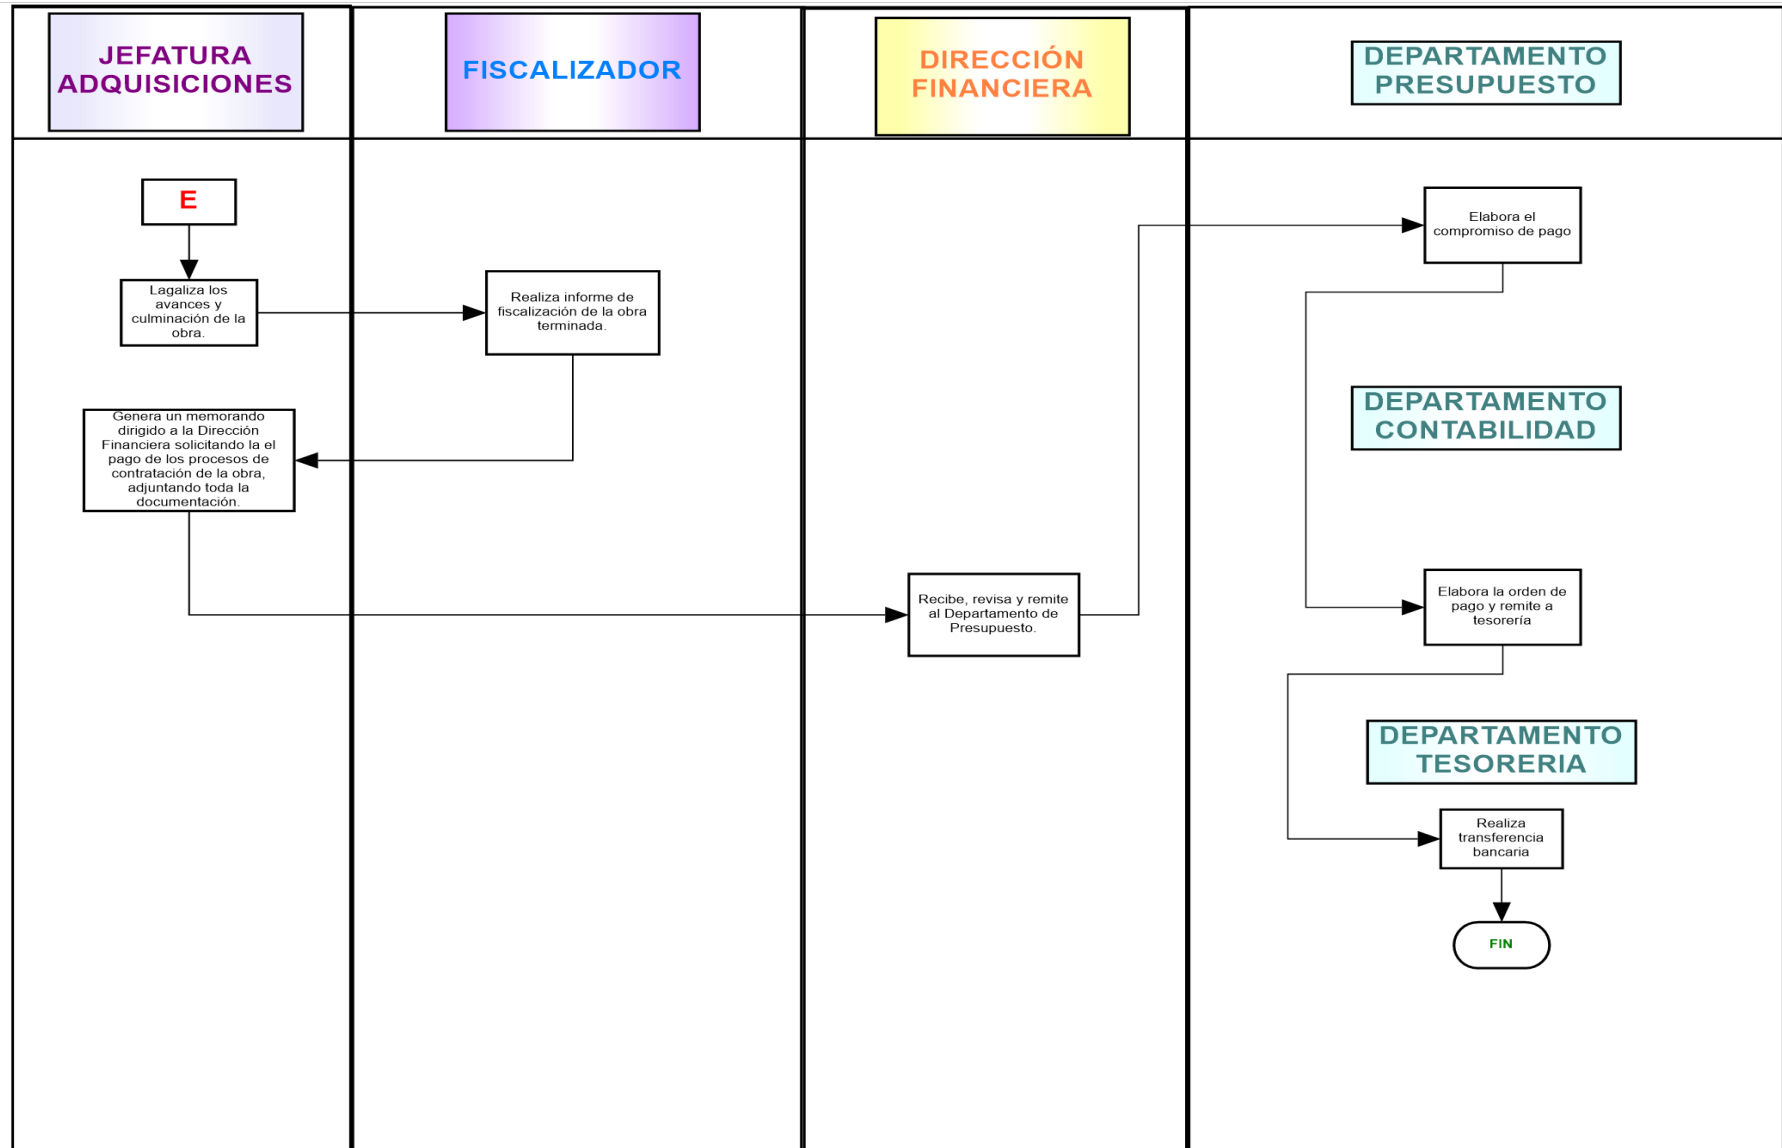 JEFATURA
ADQUISICIONES
FISCALIZADOR
DIRECCIÓN
FINANCIERA
DEPARTAMENTO
PRESUPUESTO
E
Lagaliza los
avances y
culminación de la
obra.
Realiza informe de
fiscalización de la obra
terminada.
Genera un memorando
dirigido a la Dirección
Financiera solicitando la el
pago de los procesos de
contratación de la obra,
adjuntando toda la
documentación.
Recibe, revisa y remite
al Departamento de
Presupuesto.
Elabora el
compromiso de pago
DEPARTAMENTO
CONTABILIDAD
Elabora la orden de
pago y remite a
tesorería
DEPARTAMENTO
TESORERIA
Realiza
transferencia
bancaria
FIN